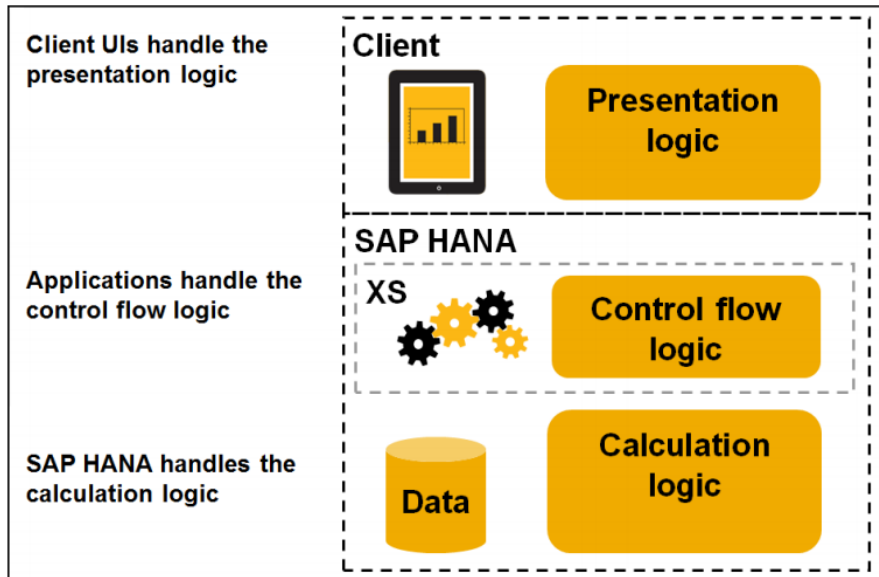 Client UIs handle the
presentation logic
Client
Presentation
logic
SAP HANA
Applications handle the
control flow logic
XS
Control flow
logic
SAP HANA handles the
calculation logic
Data
Calculation
logic